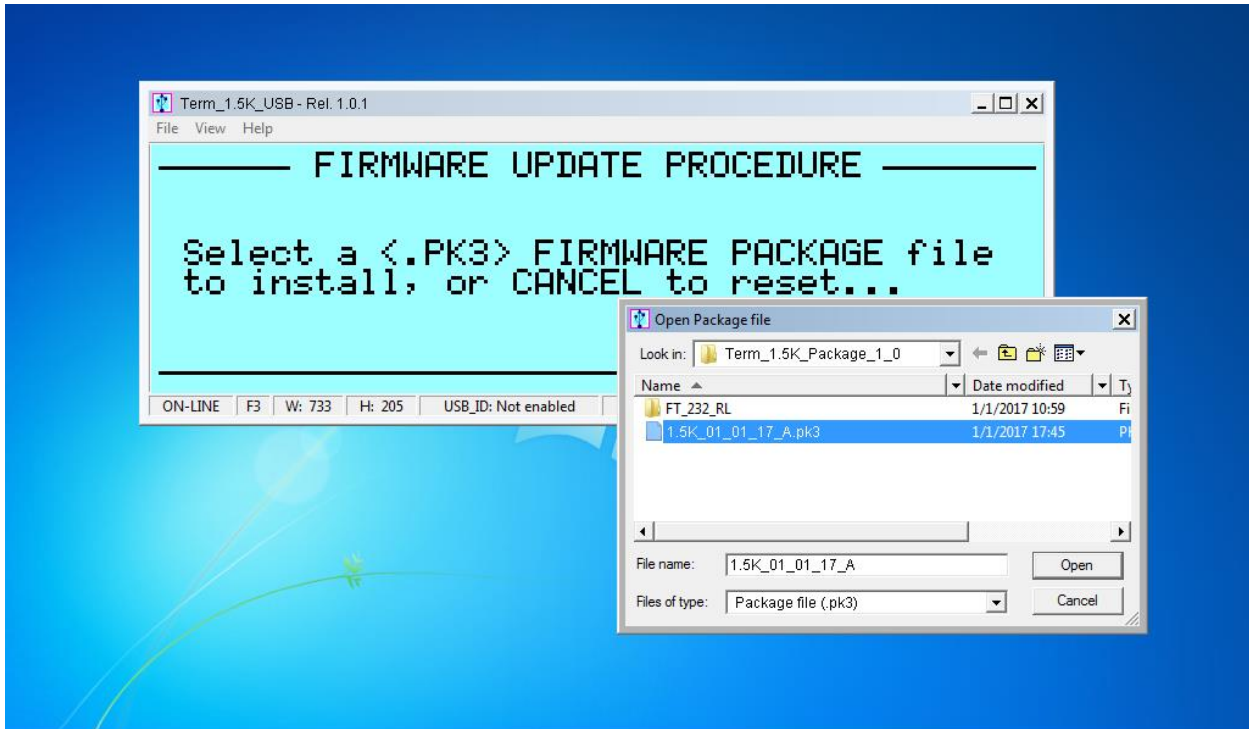 Term_1.5K_USB - Rel. 1.0.1
File View Help
FIRMWARE UPDATE PROCEDURE
Select a <.PK3> FIRMWARE PACKAGE file
to install, or CANCEL to reset...
ON-LINE F3 W: 733 H: 205 USB_ID: Not enabled
Open Package file
Look in: Term_1.5K_Package_1_0
Name Date modified Ty
FT_232_RL 1/1/2017 10:59 Fi
1.5K_01_01_17_A.pk3 1/1/2017 17:45 PK
File name: 1.5K_01_01_17_A Open
Files of type: Package file (.pk3) Cancel